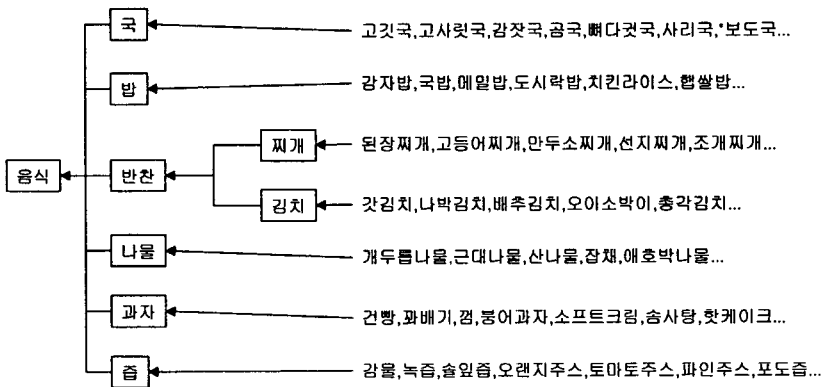 국
고깃국,고사릿국,감잣국,곰국,뼈다귓국,사리국,*보도국...
밥
감자밥,국밥,메밀밥,도시락밥,치킨라이스,햅쌀밥...
음식
반찬
찌개
된장찌개,고등어찌개,만두소찌개,선지찌개,조개찌개...
김치
갓김치,나박김치,배추김치,오이소박이,총각김치...
나물
개두릅나물,근대나물,산나물,잡채,애호박나물...
과자
건빵,꽈배기,껌,붕어과자,소프트크림,솜사탕,핫케이크...
즙
감물,녹즙,솔잎즙,오랜지주스,토마토주스,파인주스,포도즙...